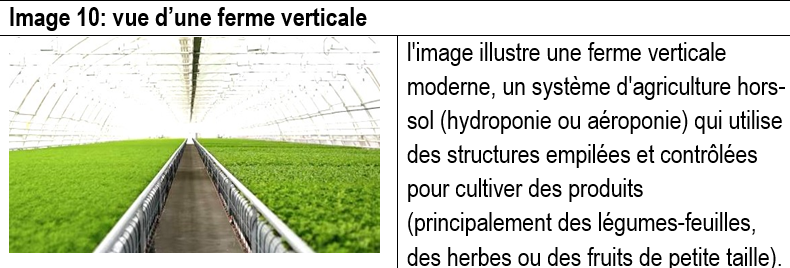 Image 10: vue d’une ferme verticale
l'image illustre une ferme verticale
moderne, un système d'agriculture hors-
sol (hydroponie ou aéroponie) qui utilise
des structures empilées et contrôlées
pour cultiver des produits
(principalement des légumes-feuilles,
des herbes ou des fruits de petite taille).